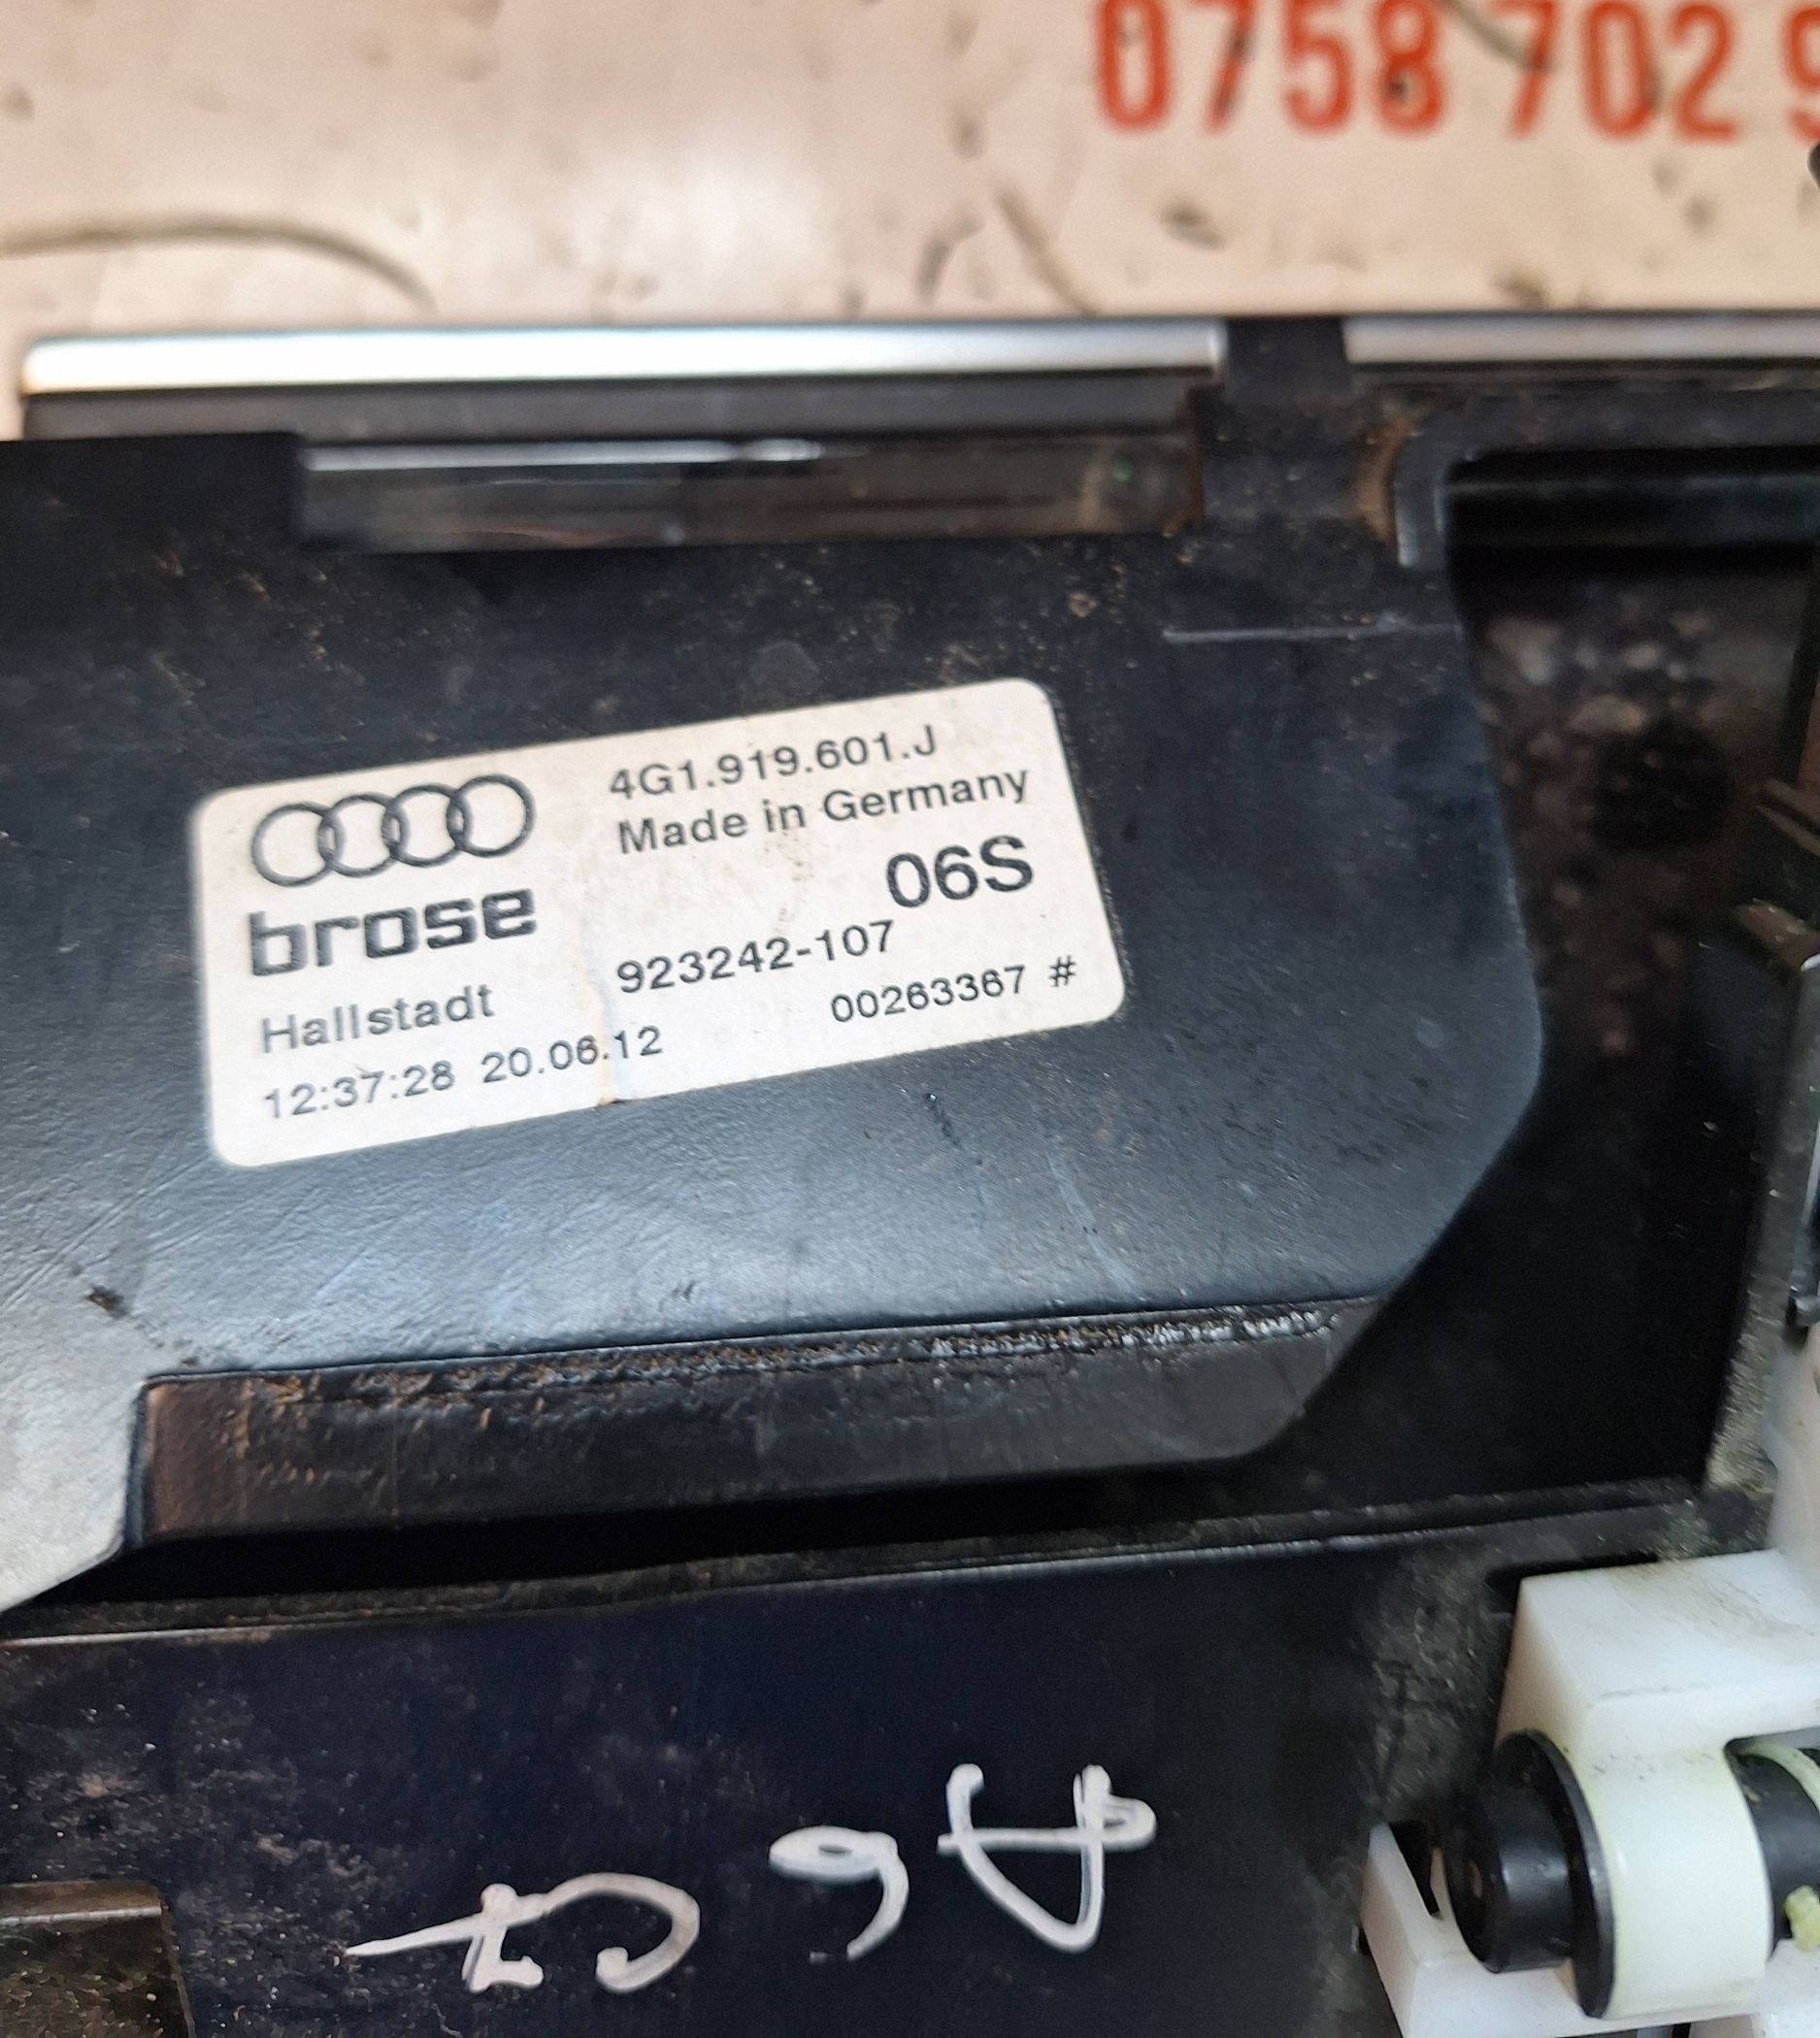 0758 702 9
4G1.919.601.J
Made in Germany
06S
brose
923242-107
Hallstadt
00263367 #
12:37:28 20.06.12
A6 C7